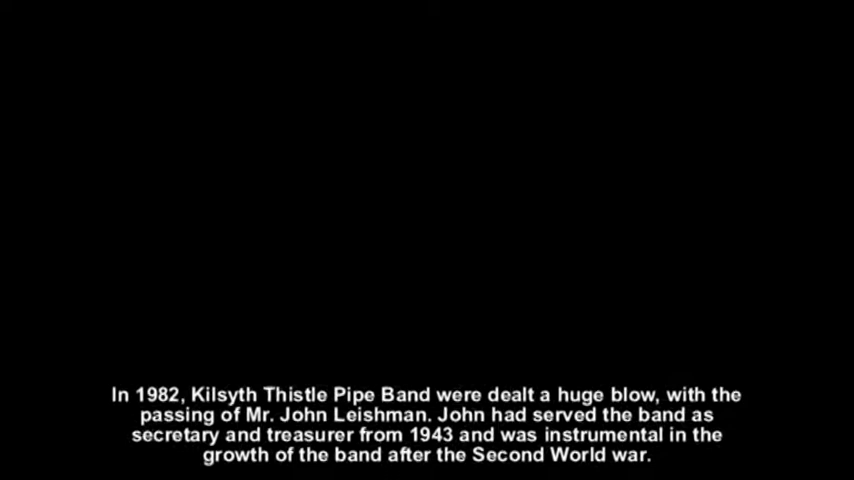 In 1982, Kilsyth Thistle Pipe Band were dealt a huge blow, with the
passing of Mr. John Leishman. John had served the band as
secretary and treasurer from 1943 and was instrumental in the
growth of the band after the Second World war.